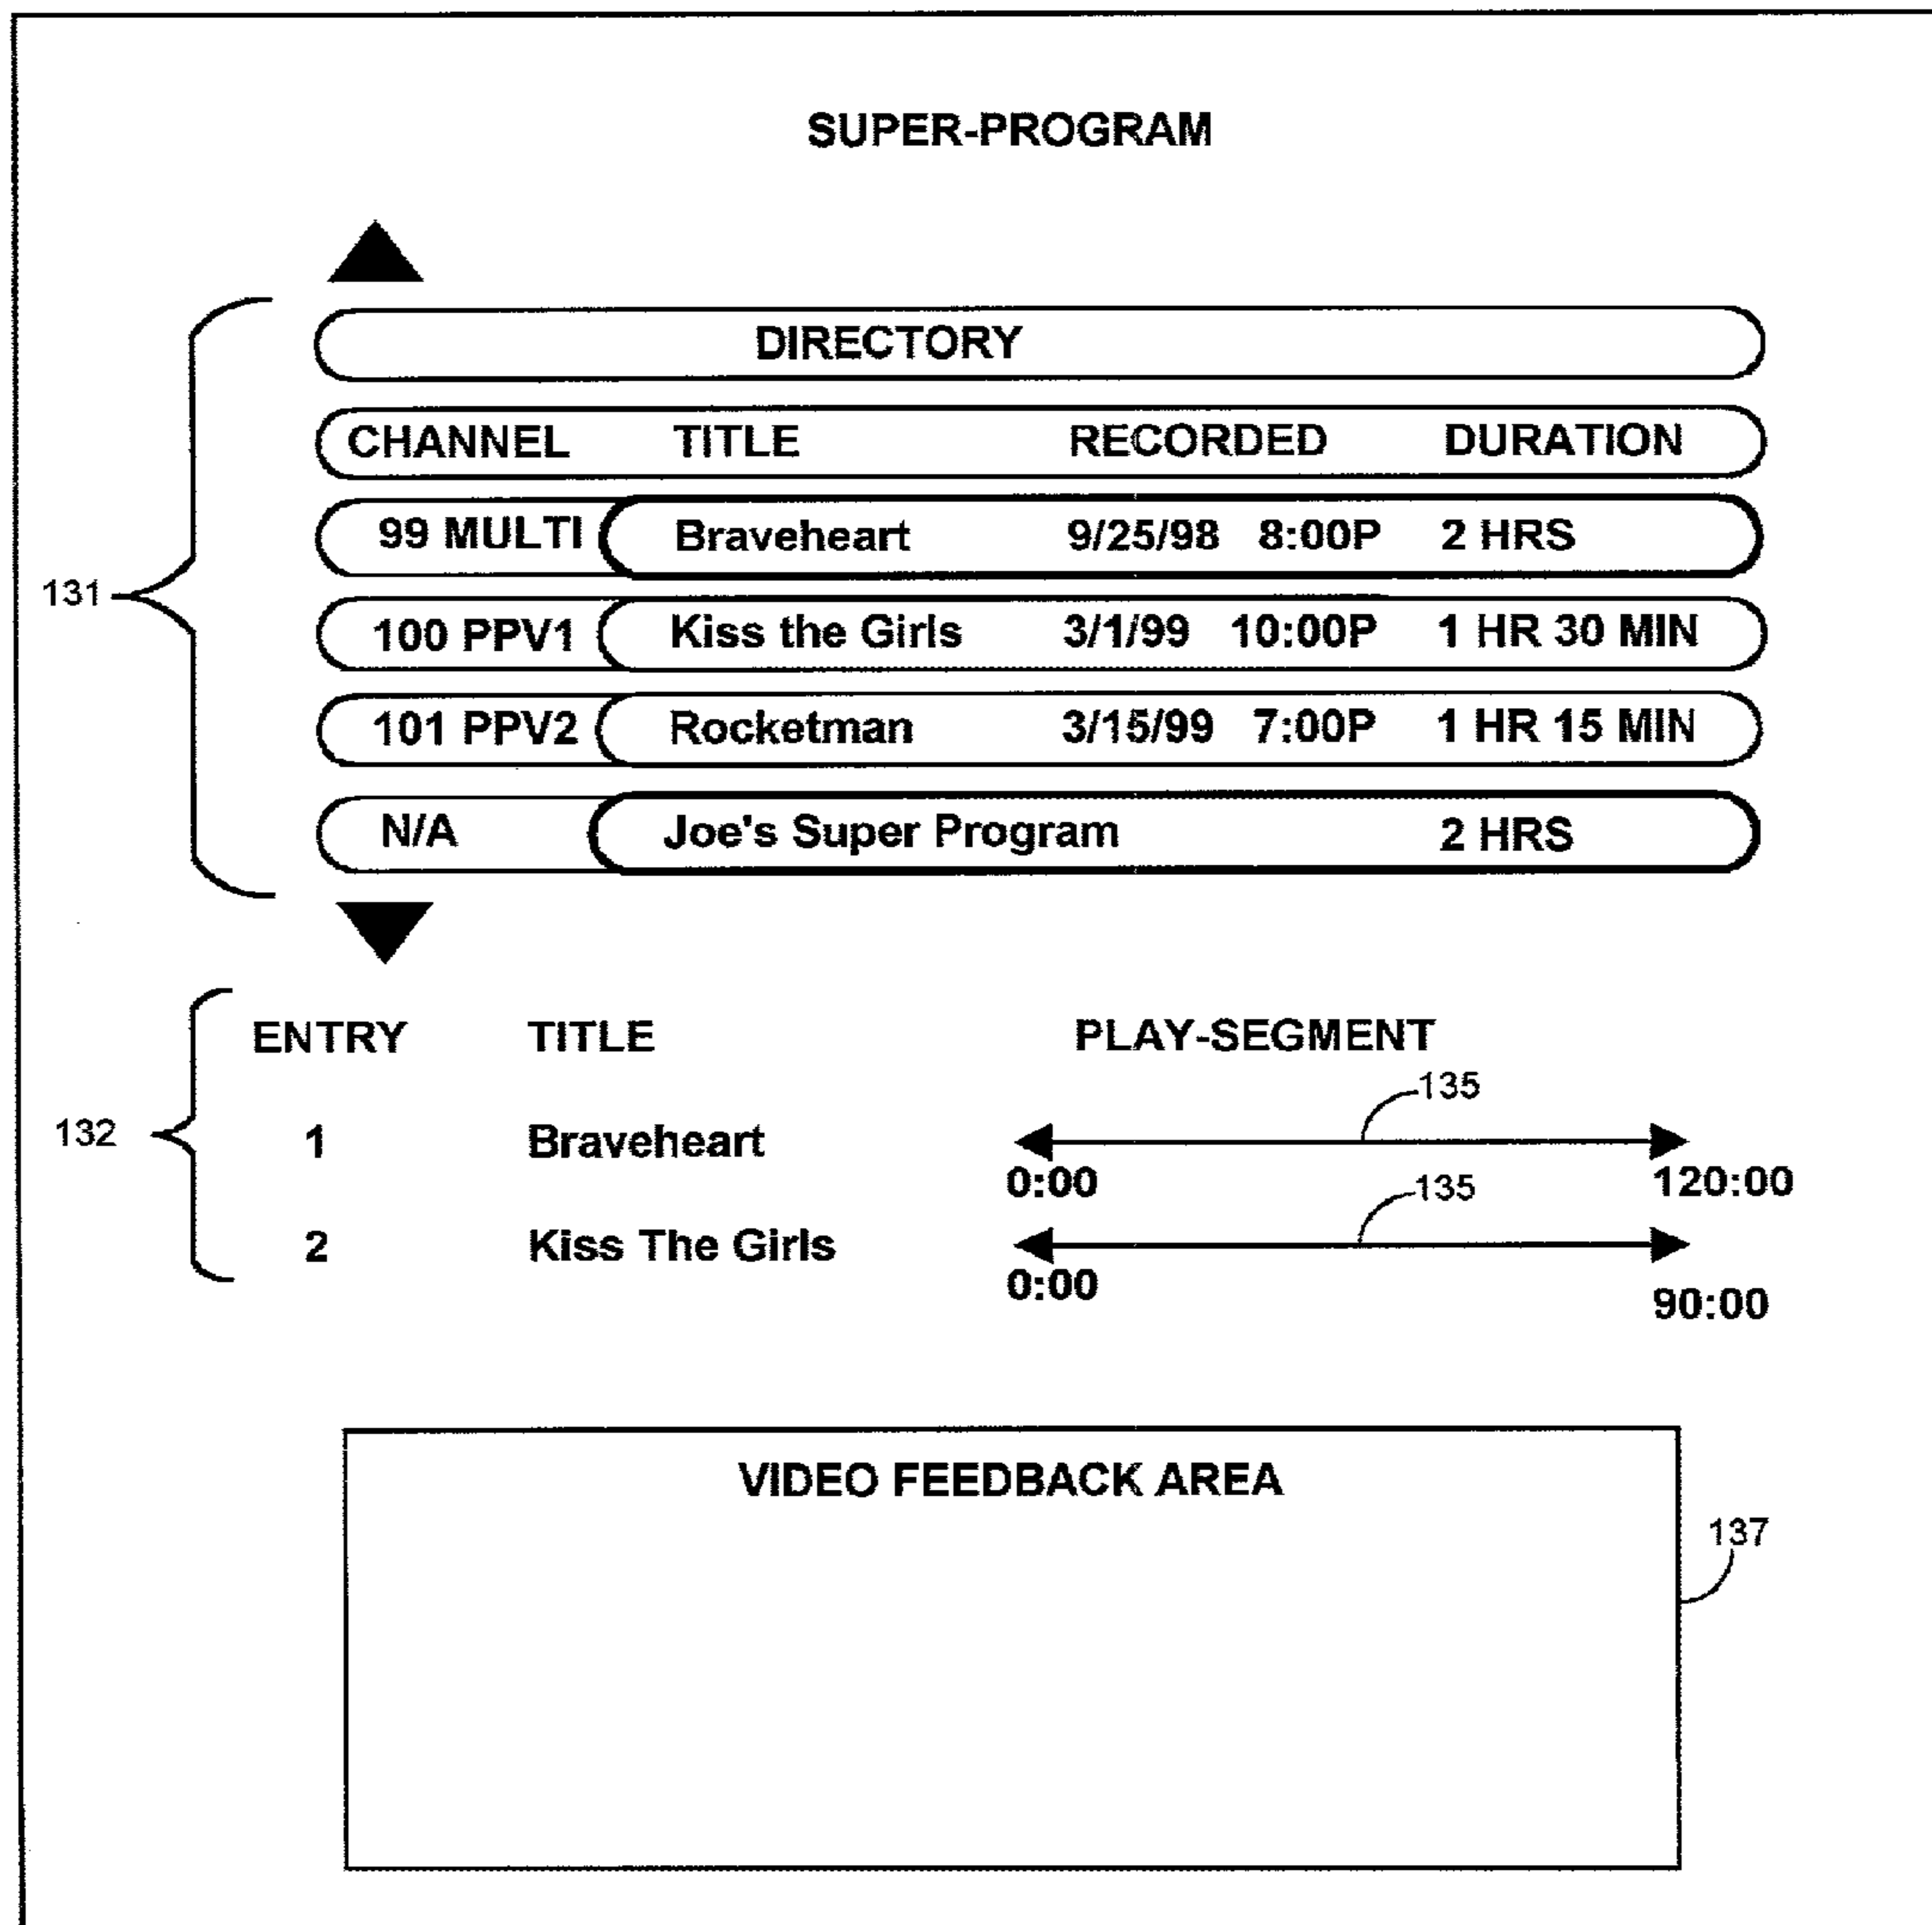 SUPER-PROGRAM
DIRECTORY
CHANNEL TITLE RECORDED DURATION
99 MULTI Braveheart 9/25/98 8:00P 2 HRS
100 PPV1 Kiss the Girls 3/1/99 10:00P 1 HR 30 MIN
131
101 PPV2 Rocketman 3/15/99 7:00P 1 HR 15 MIN
N/A Joe's Super Program 2 HRS
ENTRY TITLE PLAY-SEGMENT
135
132
1 Braveheart
0:00 120:00
135
2 Kiss The Girls
0:00 90:00
VIDEO FEEDBACK AREA
137